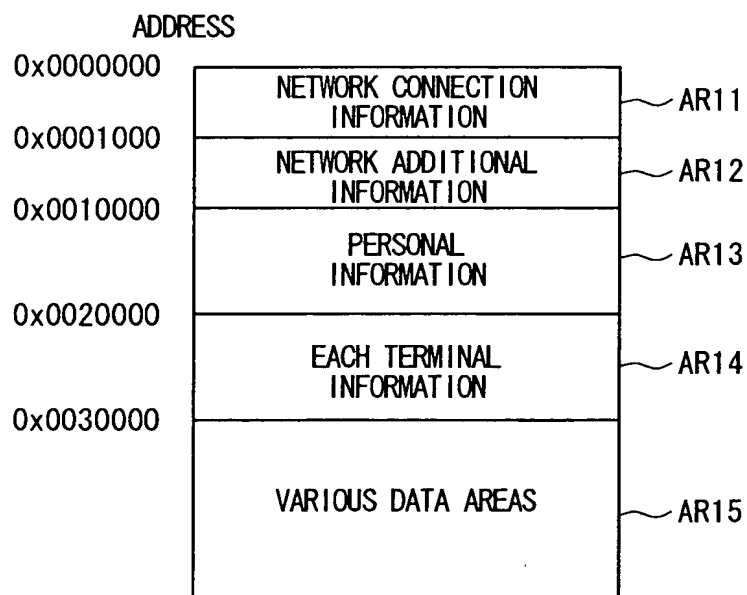 ADDRESS
0x0000000
NETWORK CONNECTION
INFORMATION
AR11
0x0001000
NETWORK ADDITIONAL
INFORMATION
AR12
0x0010000
PERSONAL
INFORMATION
AR13
0x0020000
EACH TERMINAL
INFORMATION
AR14
0x0030000
VARIOUS DATA AREAS
AR15